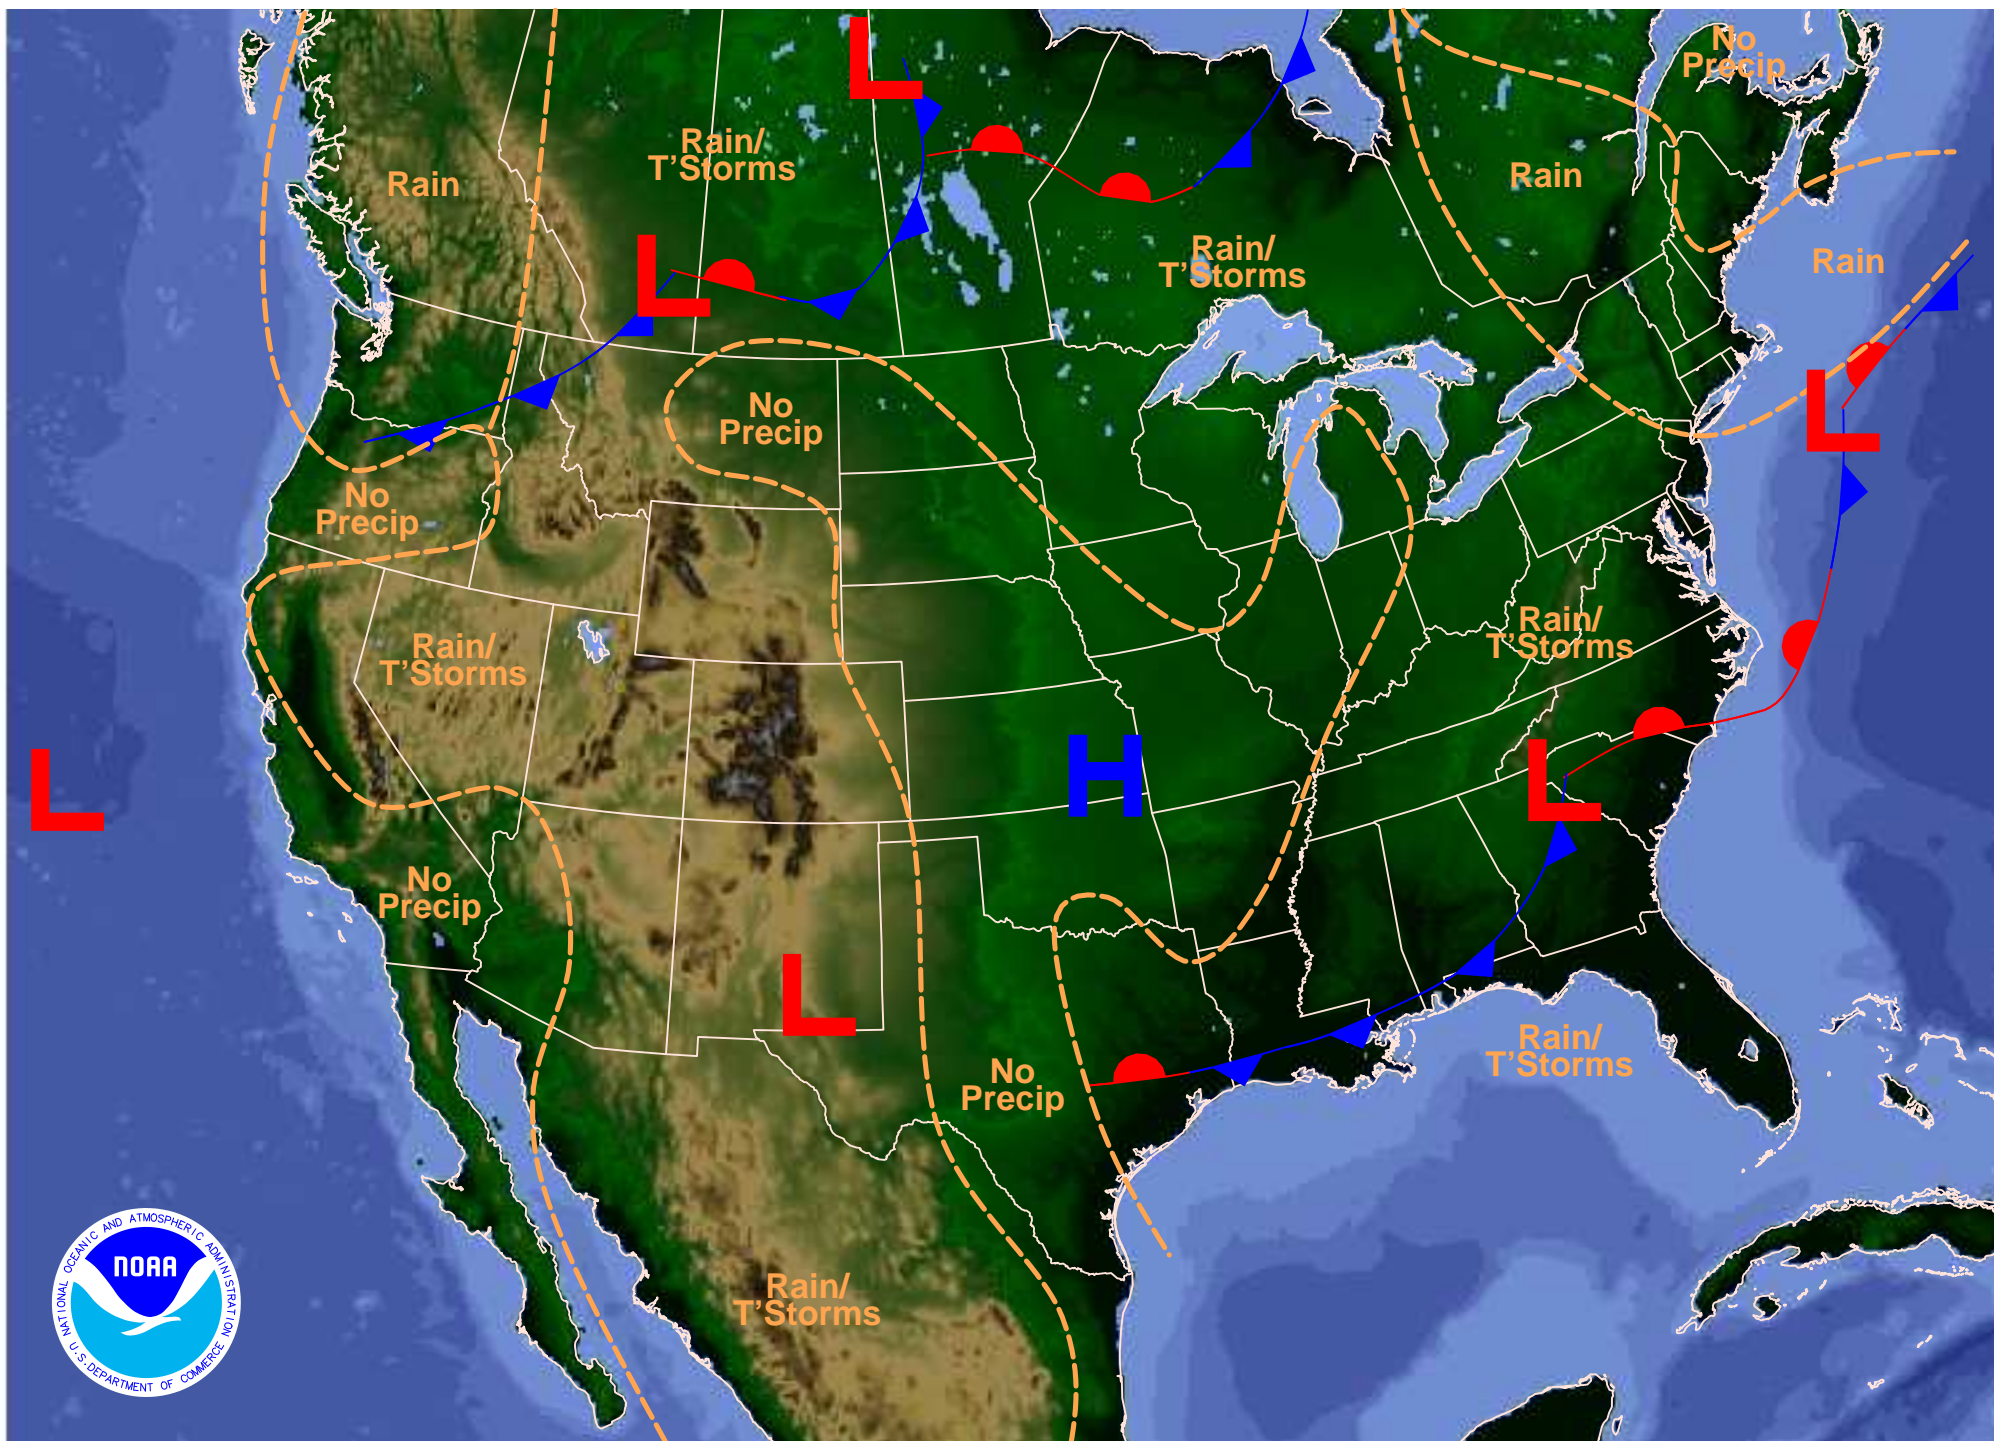 No
Precip
L
Rain/
T'Storms
Rain
Rain
L
Rain/
T'Storms
Rain
No
Precip
L
No
Precip
Rain/
T'Storms
Rain/
T'Storms
L
H
L
No
Precip
L
Rain/
T'Storms
No
Precip
Rain/
T'Storms
NATIONAL OCEANIC AND ATMOSPHERIC ADMINISTRATION
NOAA
U.S. DEPARTMENT OF COMMERCE